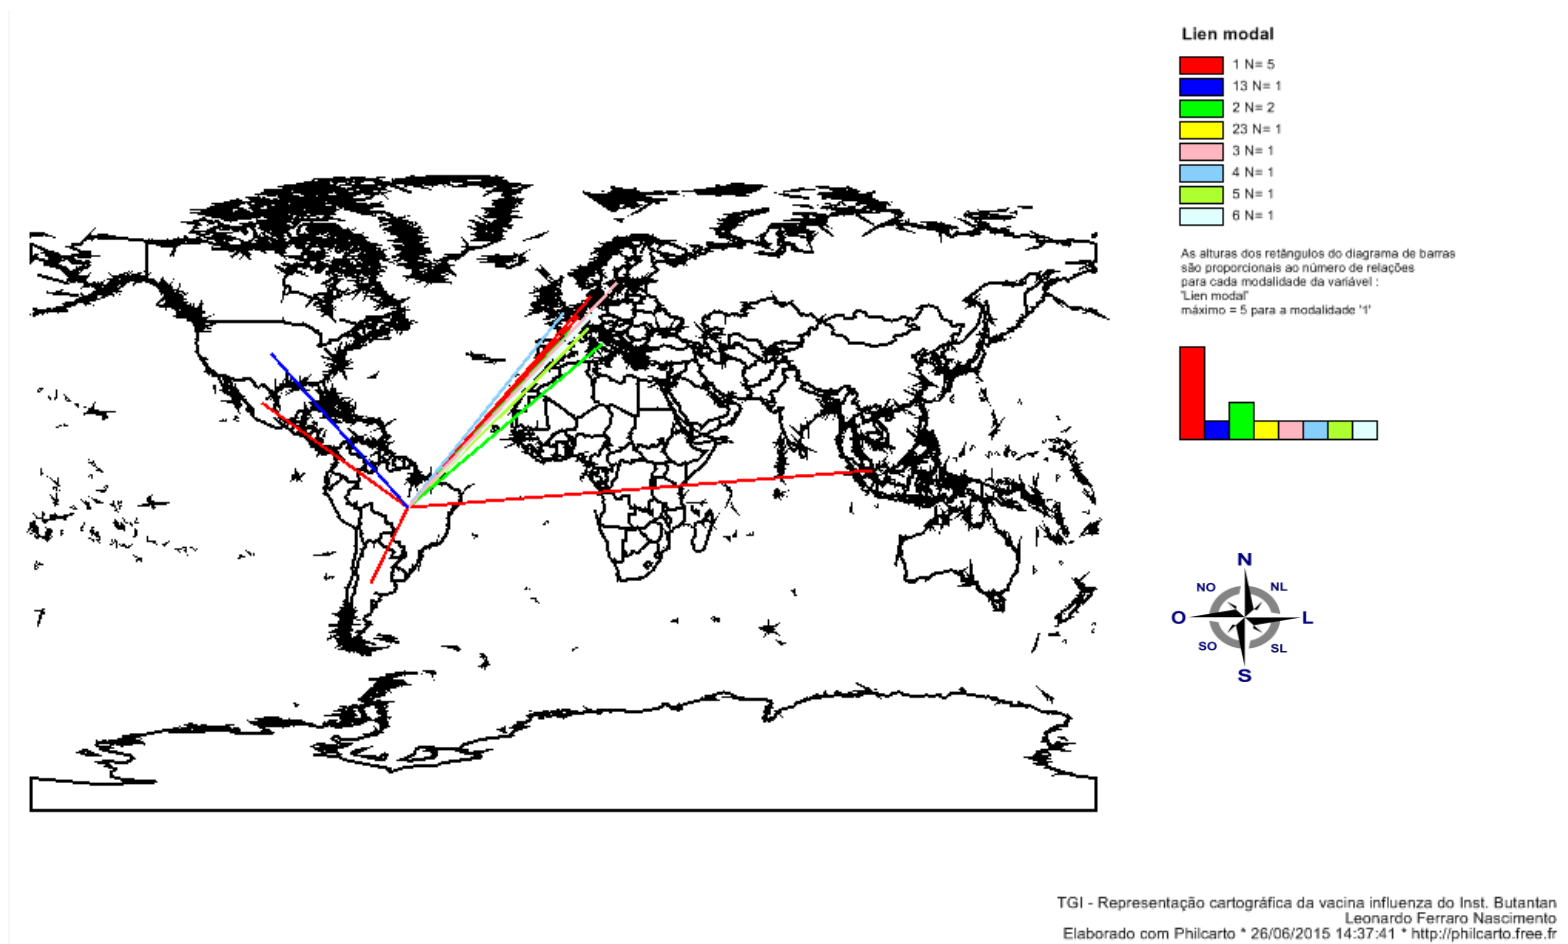 Lien modal
1 N= 5
13 N= 1
2 N= 2
23 N= 1
3 N= 1
4 N= 1
5 N= 1
6 N= 1
As alturas dos retângulos do diagrama de barras
são proporcionais ao número de relações
para cada modalidade da variável :
'Lien modal'
máximo = 5 para a modalidade '1'
N
NO NL
O L
SO SL
S
TGI - Representação cartográfica da vacina influenza do Inst. Butantan
Leonardo Ferraro Nascimento
Elaborado com Philcarto * 26/06/2015 14:37:41 * http://philcarto.free.fr